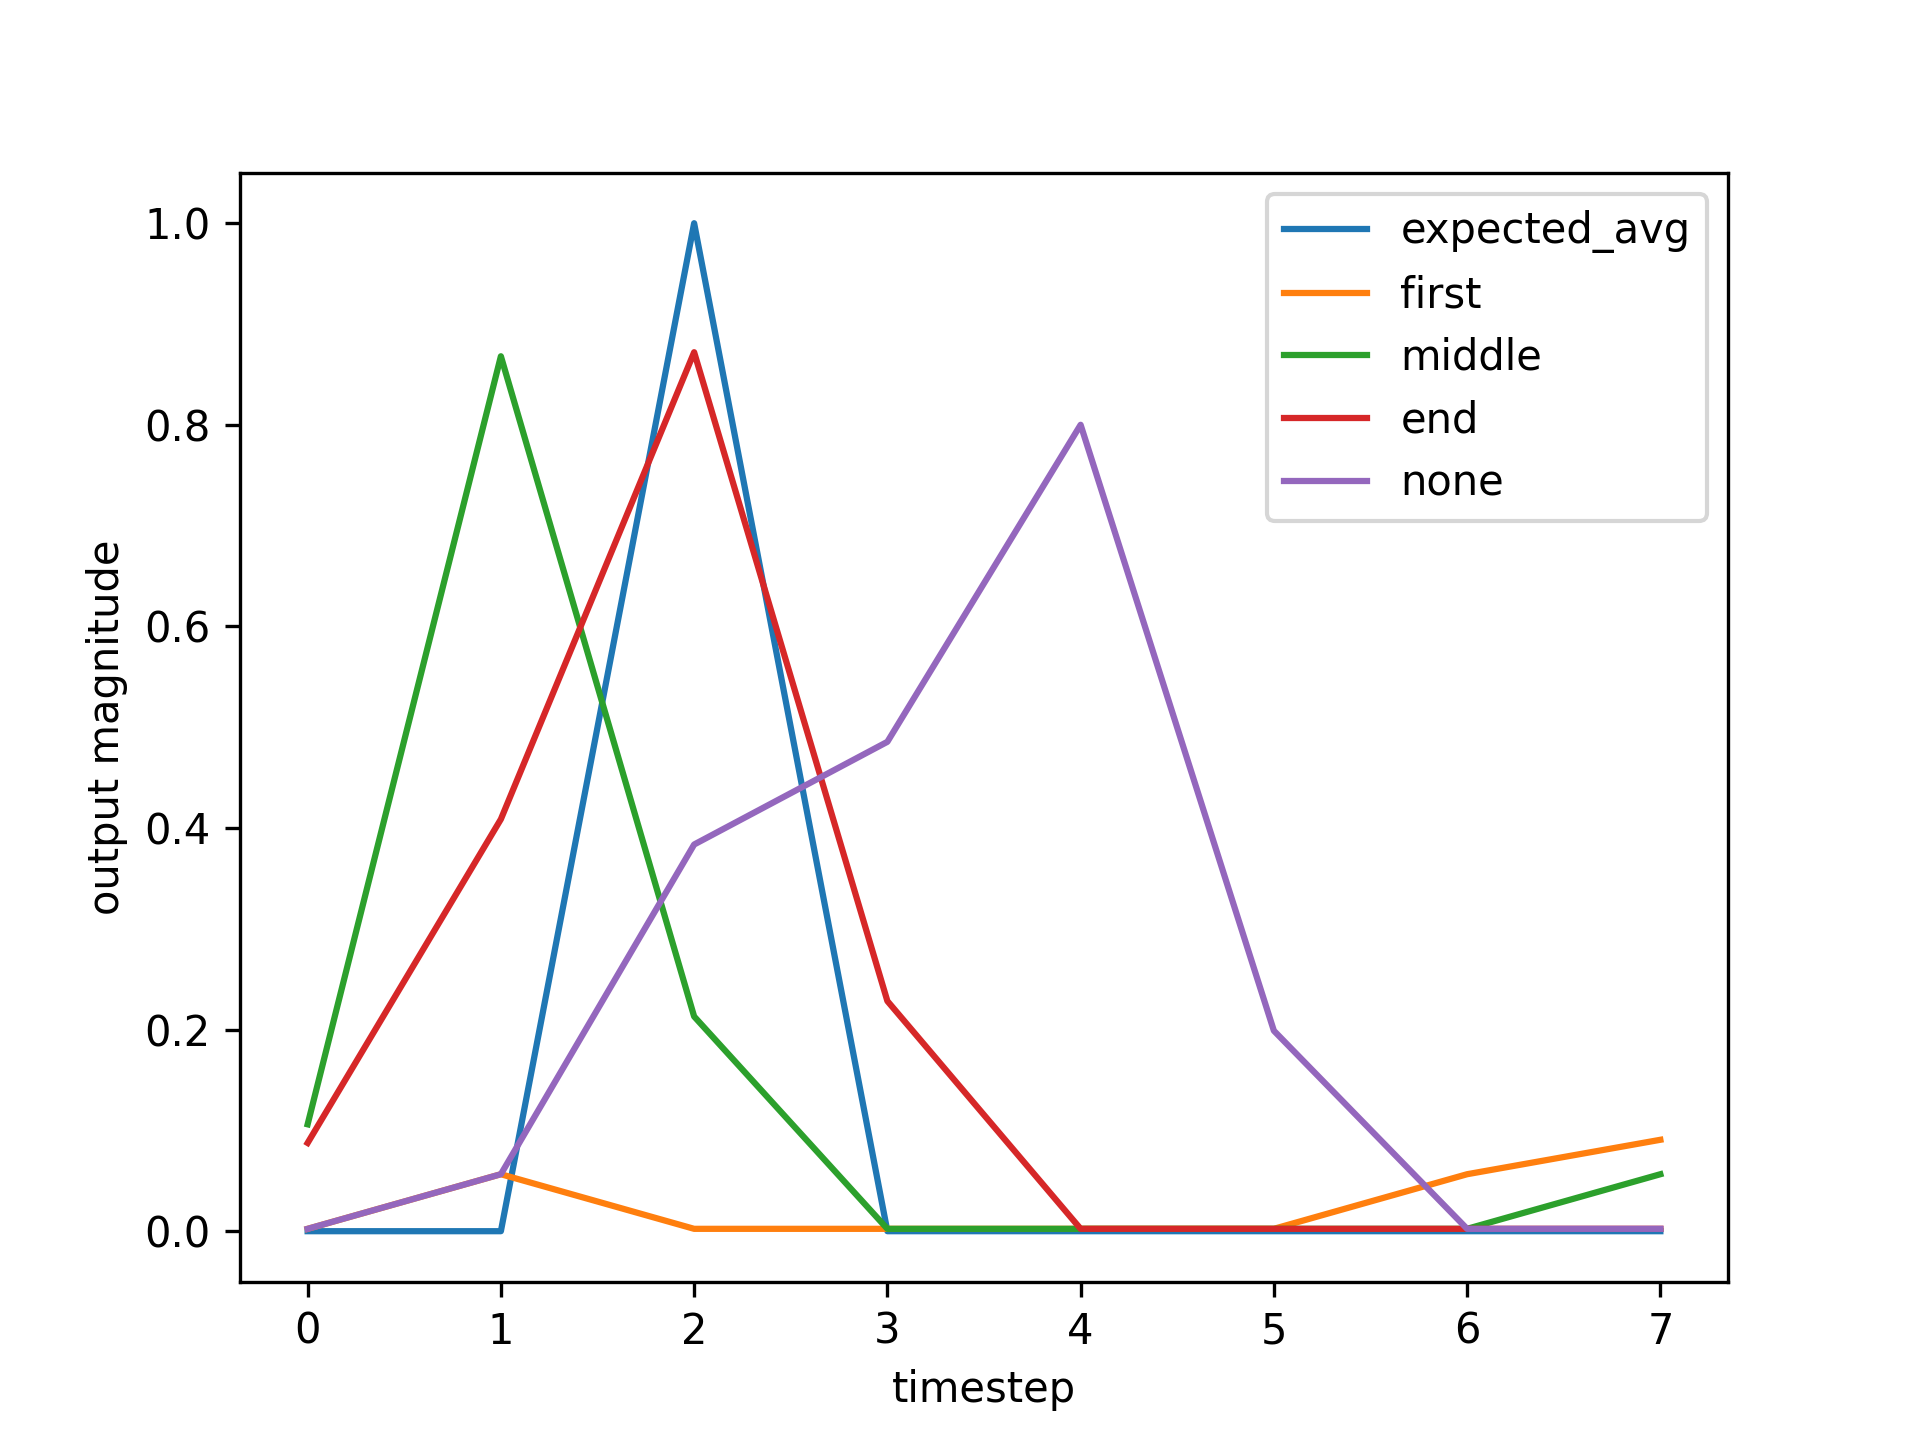 expected_avg
first
middle
end
none
1.0
0.8
0.6
0.4
0.2
0.0
output magnitude
0 1 2 3 4 5 6 7
timestep